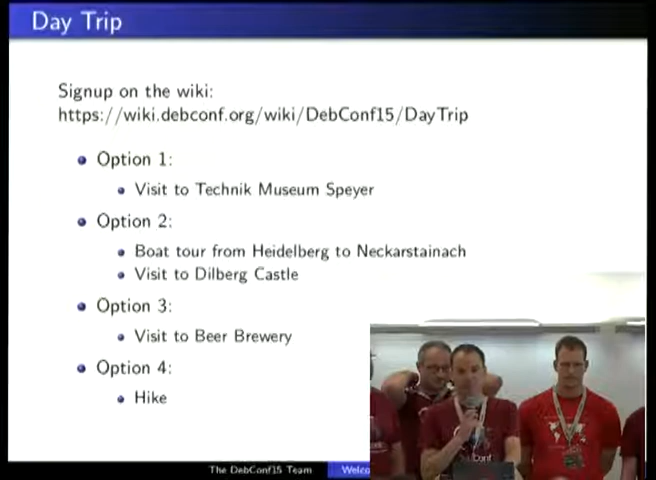 Day Trip
Signup on the wiki:
https://wiki.debconf.org/wiki/DebConf15/DayTrip
Option 1:
Visit to Technik Museum Speyer
Option 2:
Boat tour from Heidelberg to Neckarstainach
Visit to Dilberg Castle
Option 3:
Visit to Beer Brewery
Option 4:
Hike
The DebConf15 Team
Welco